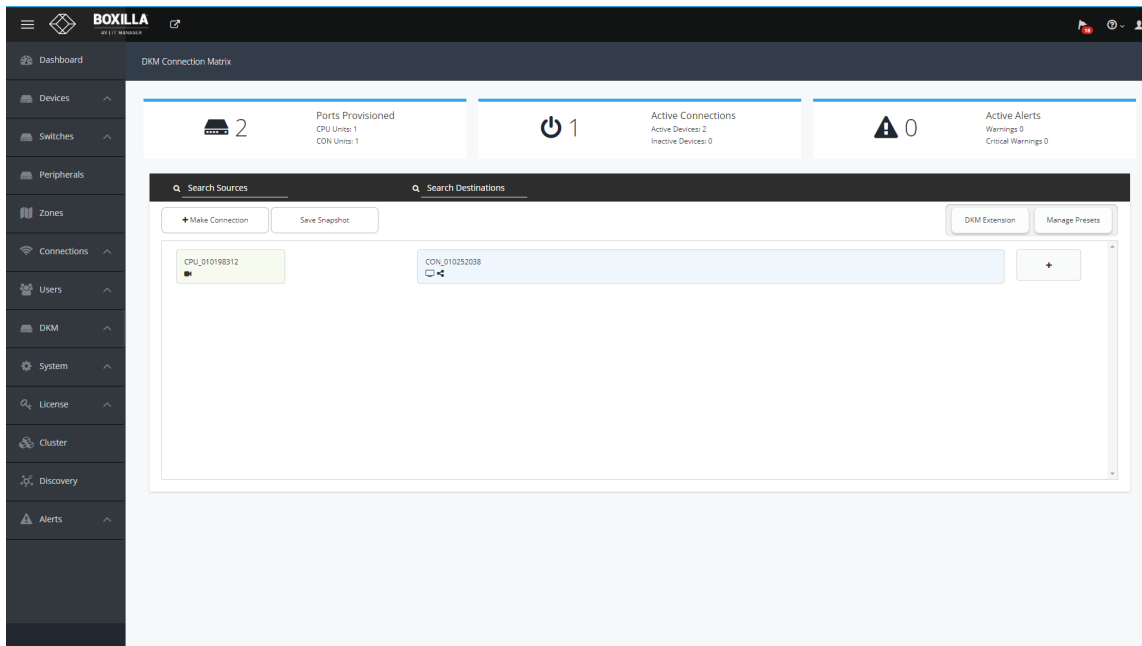 BOXILLA
AV | IT MANAGER
18
Dashboard
Devices
Switches
Peripherals
Zones
Connections
Users
DKM
System
License
Cluster
Discovery
Alerts
DKM Connection Matrix
2
Ports Provisioned
CPU Units: 1
CON Units: 1
1
Active Connections
Active Devices: 2
Inactive Devices: 0
0
Active Alerts
Warnings 0
Critical Warnings 0
Search Sources
Search Destinations
+ Make Connection
Save Snapshot
DKM Extension
Manage Presets
CPU_010198312
CON_010252038
+